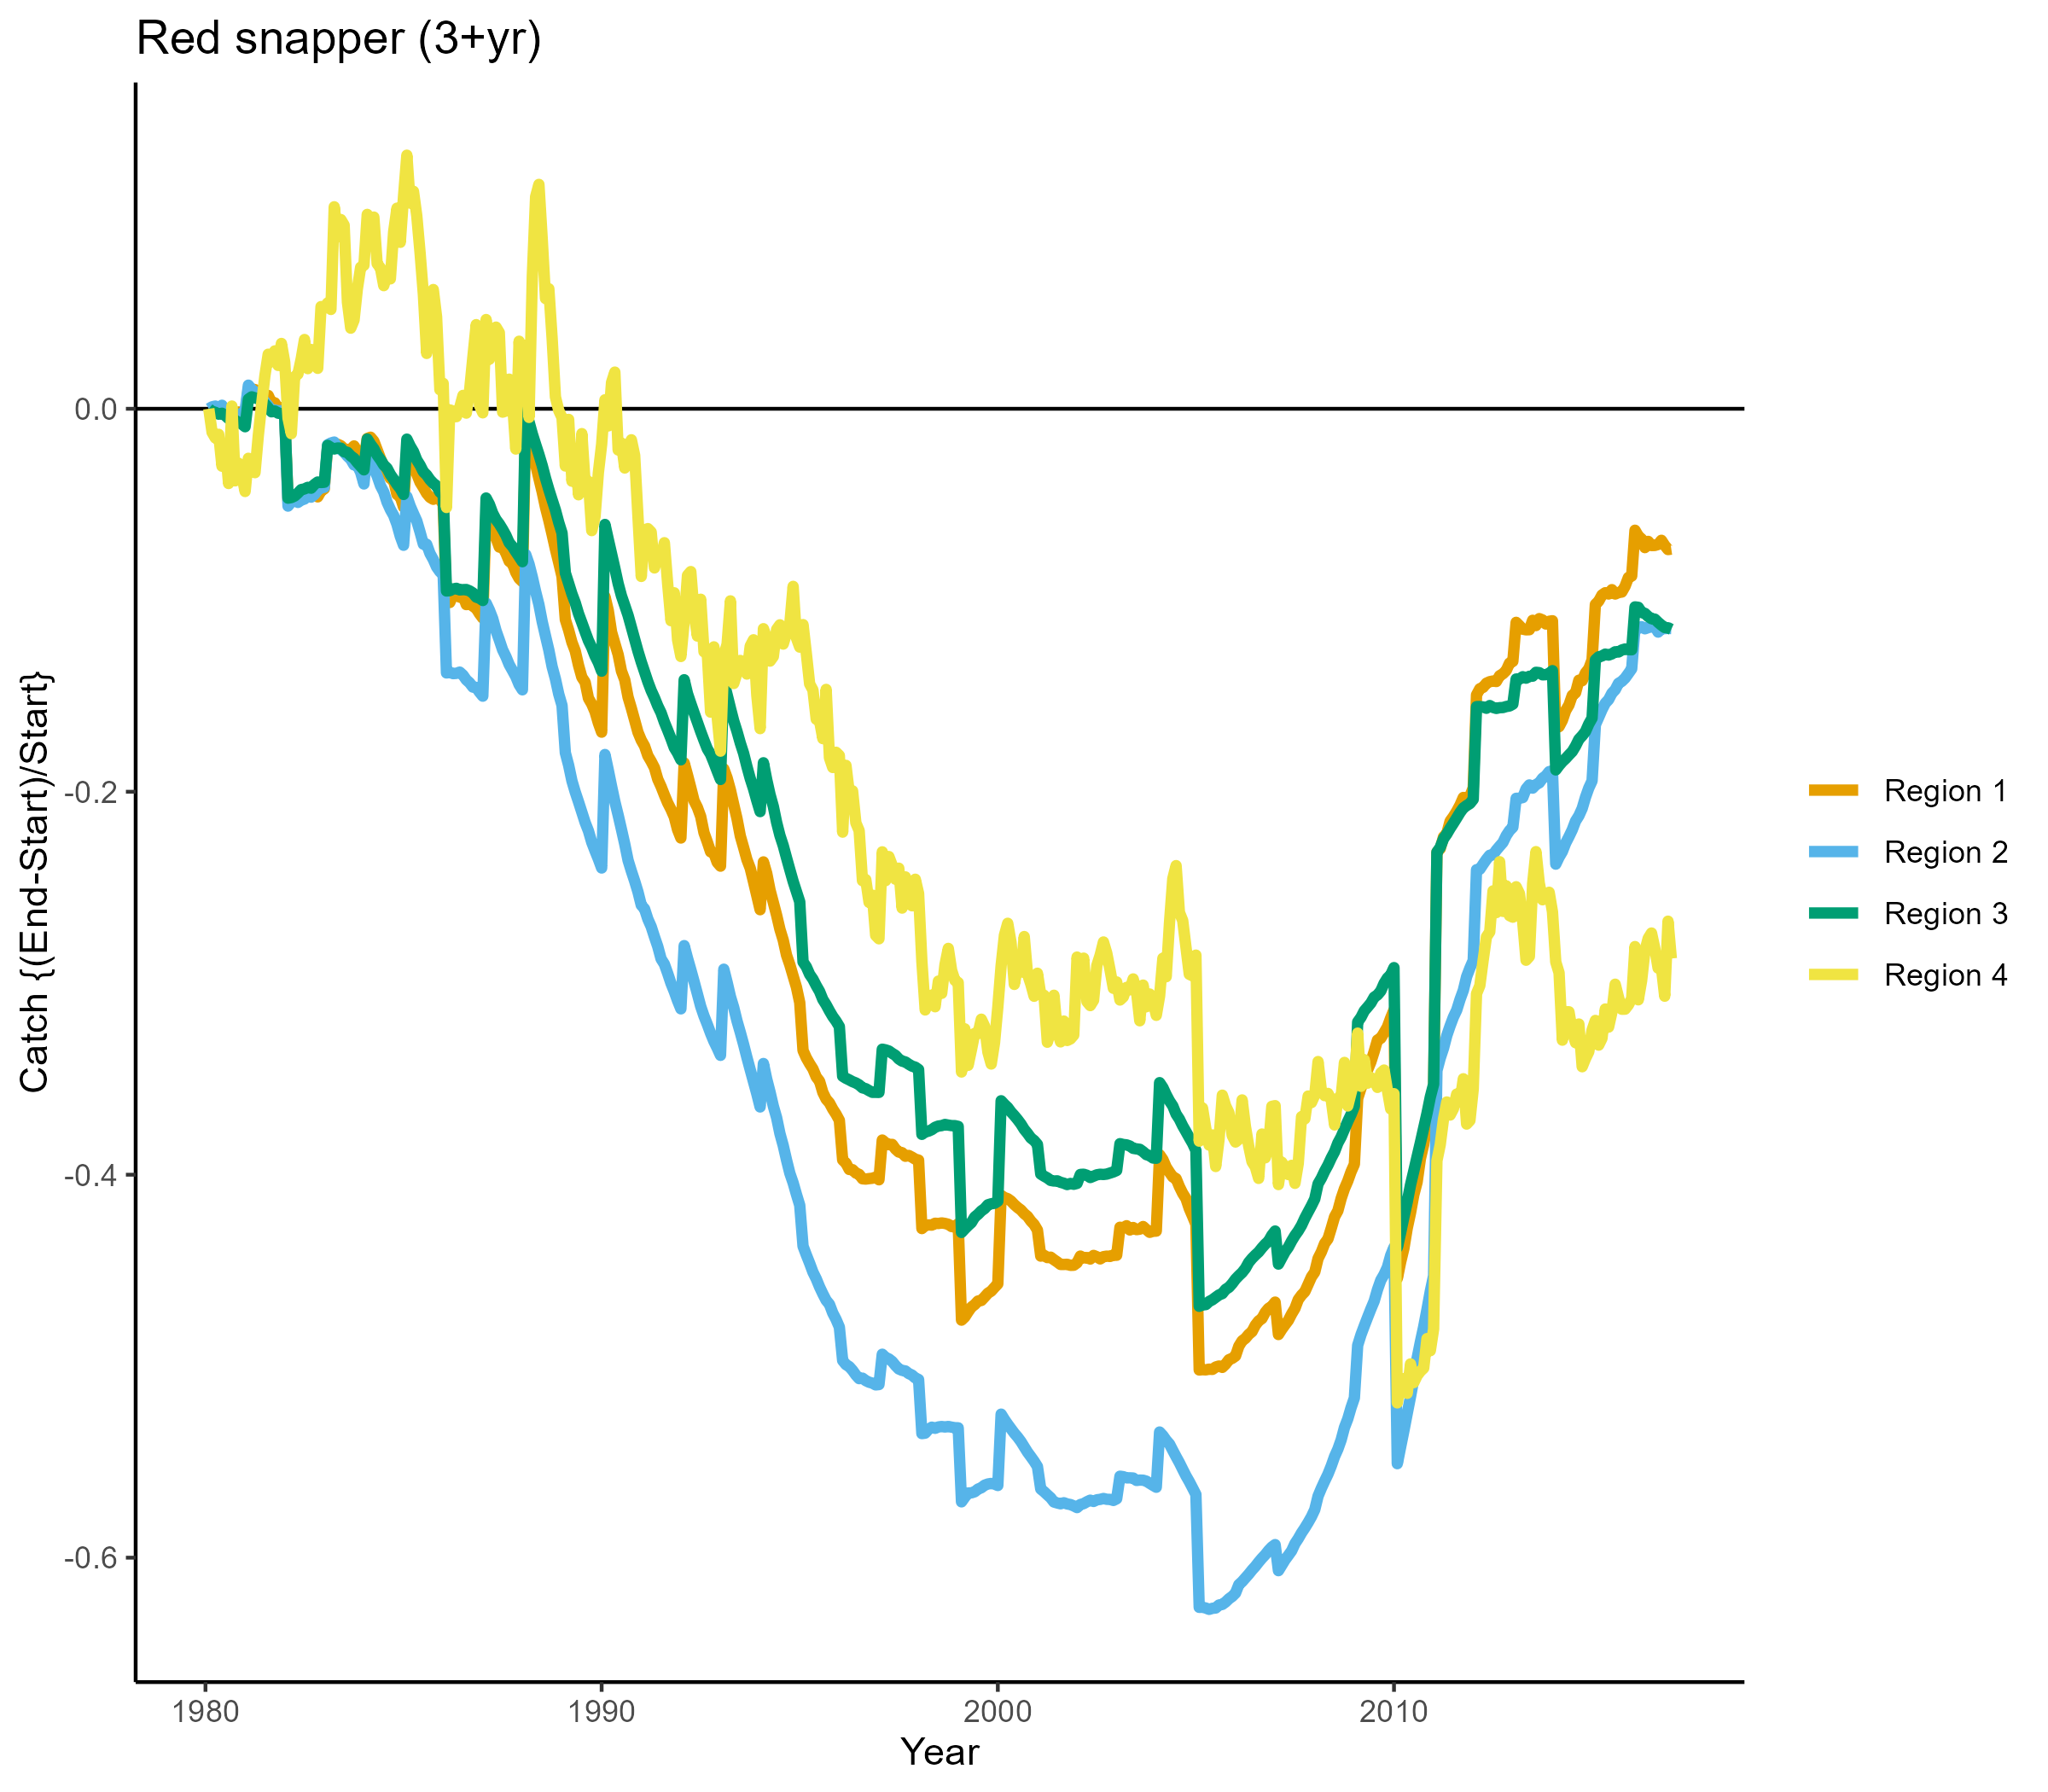 Red snapper (3+yr)
Catch {(End-Start)/Start}
0.0
-0.2
-0.4
-0.6
1980
1990
2000
2010
Year
Region 1
Region 2
Region 3
Region 4